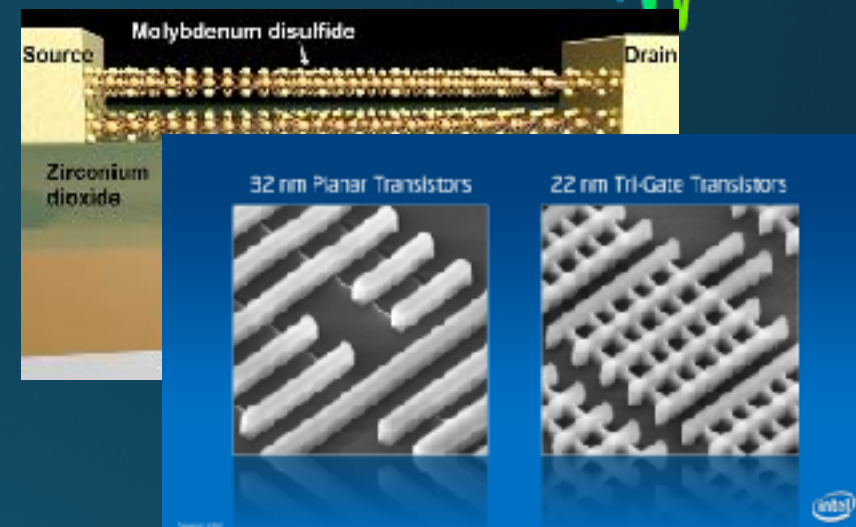 Molybdenum disulfide
Source
Drain
Zirconium
dioxide
32 nm Planar Transistors
22 nm Tri-Gate Transistors
intel